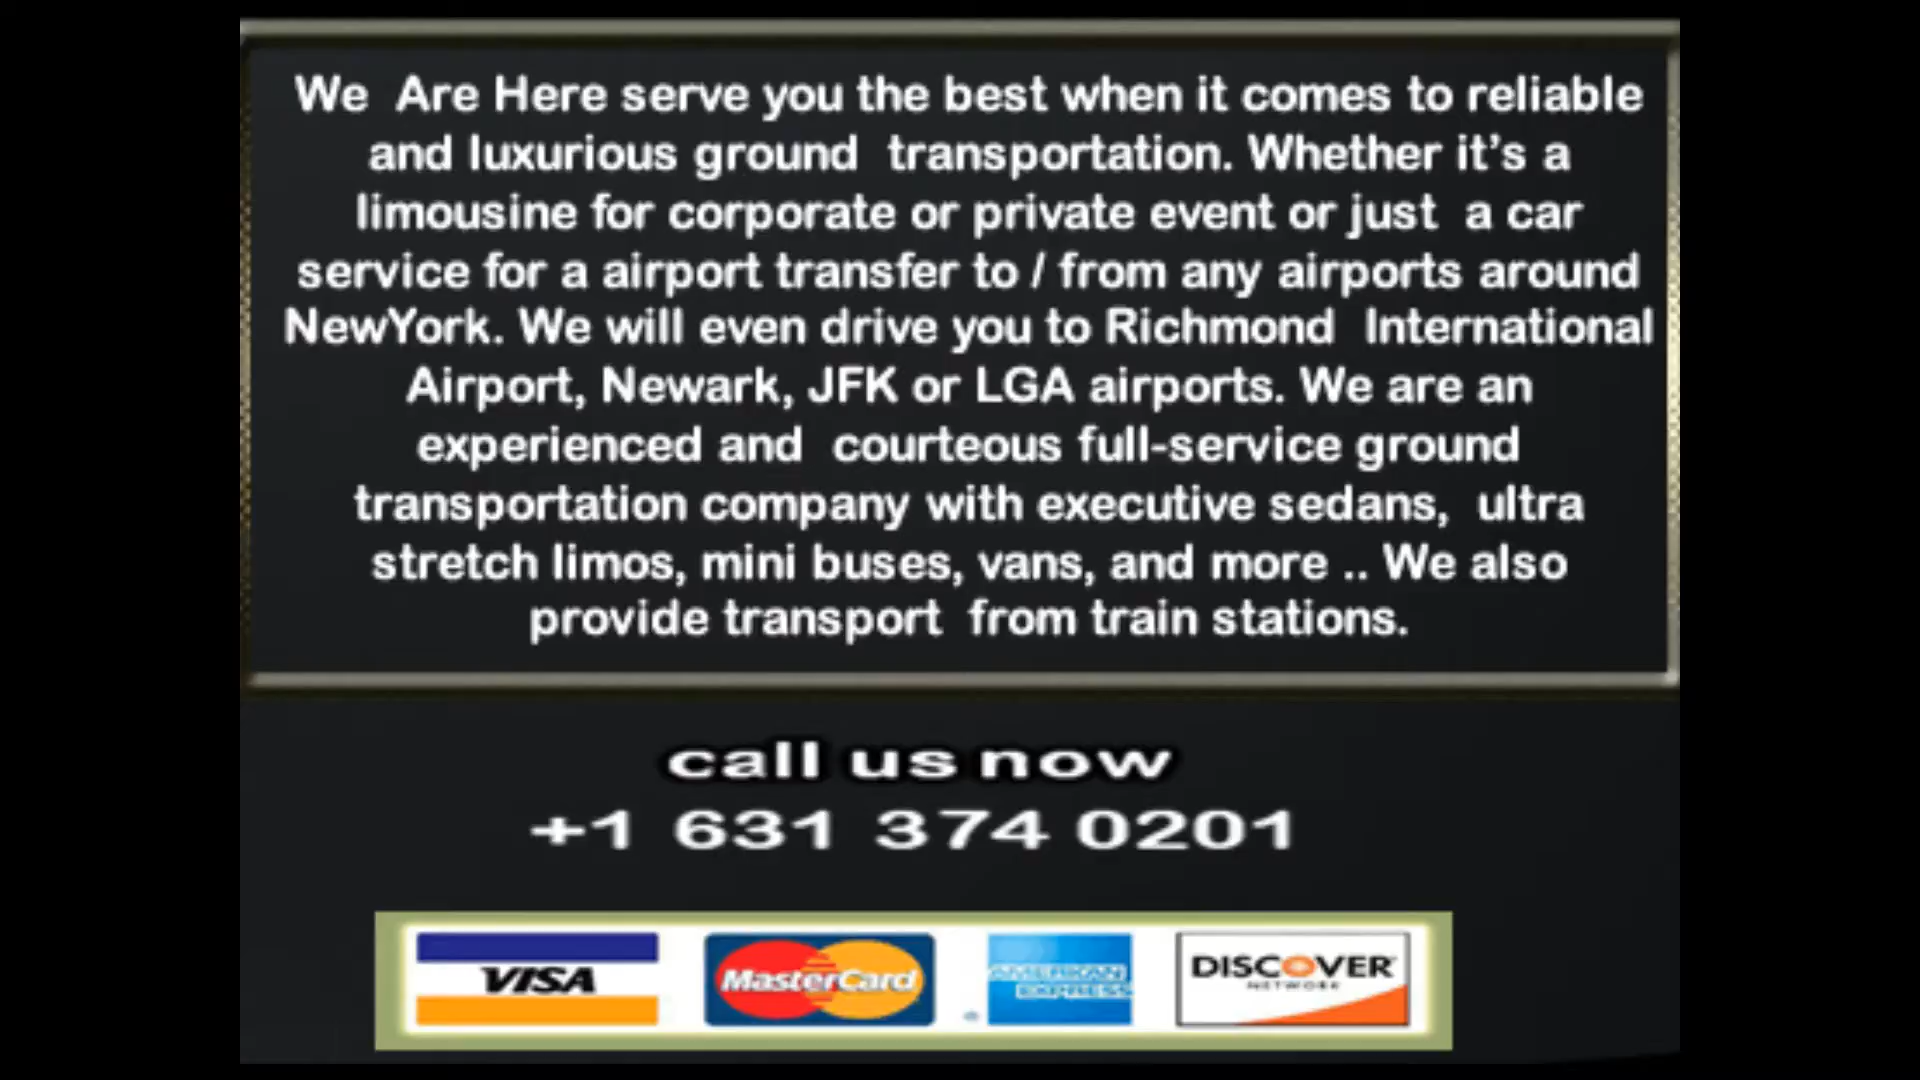 We Are Here serve you the best when it comes to reliable
and luxurious ground transportation. Whether it's a
limousine for corporate or private event or just a car
service for a airport transfer to / from any airports around
NewYork. We will even drive you to Richmond International
Airport, Newark, JFK or LGA airports. We are an
experienced and courteous full-service ground
transportation company with executive sedans, ultra
stretch limos, mini buses, vans, and more .. We also
provide transport from train stations.
call us now
+1 631 374 0201
VISA
MasterCard
AMERICAN
EXPRESS
DISCOVER
NETWORK